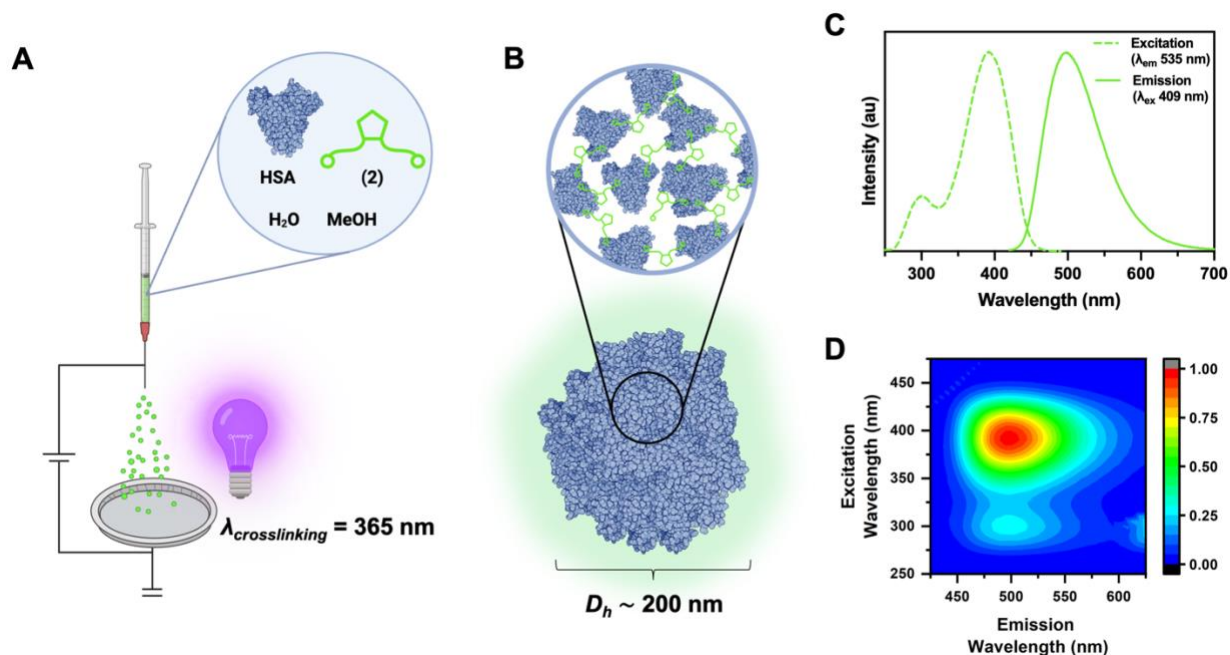 A
HSA
(2)
H₂O
MeOH
λcrosslinking = 365 nm
B
Dₕ ~ 200 nm
C
Excitation
(λem 535 nm)
Emission
(λex 409 nm)
Intensity (au)
300
400
500
600
700
Wavelength (nm)
D
Excitation
Wavelength (nm)
450
400
350
300
250
450
500
550
600
Emission
Wavelength (nm)
1.00
0.75
0.50
0.25
0.00